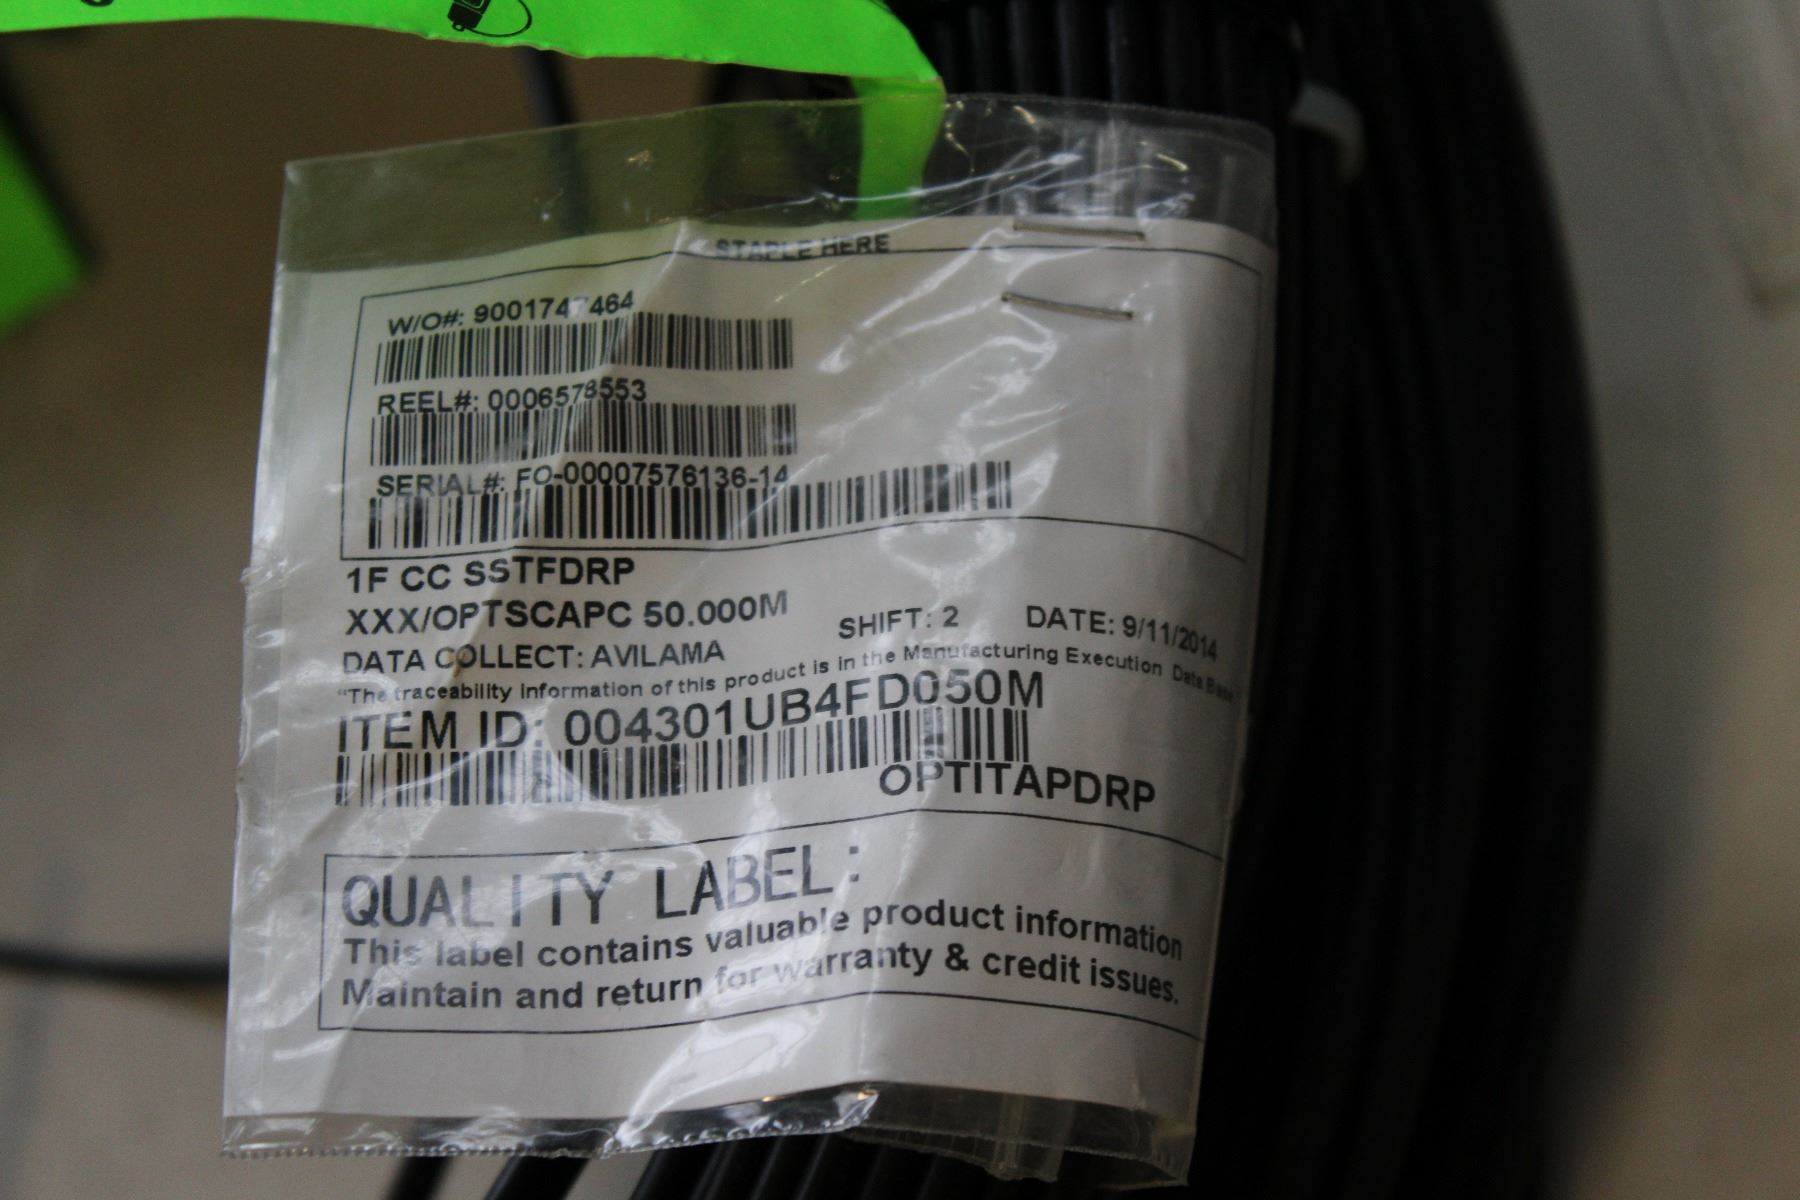 STAPLE HERE
W/O#: 9001747464
REEL#: 0006578553
SERIAL#: FO-00007576136-14
1F CC SSTFDRP
XXX/OPTSCAPC 50.000M
DATA COLLECT: AVILAMA SHIFT: 2 DATE: 9/11/2014
"The traceability information of this product is in the Manufacturing Execution Data Base
ITEM ID: 004301UB4FD050M
OPTITAPDRP
QUALITY LABEL:
This label contains valuable product information
Maintain and return for warranty & credit issues.